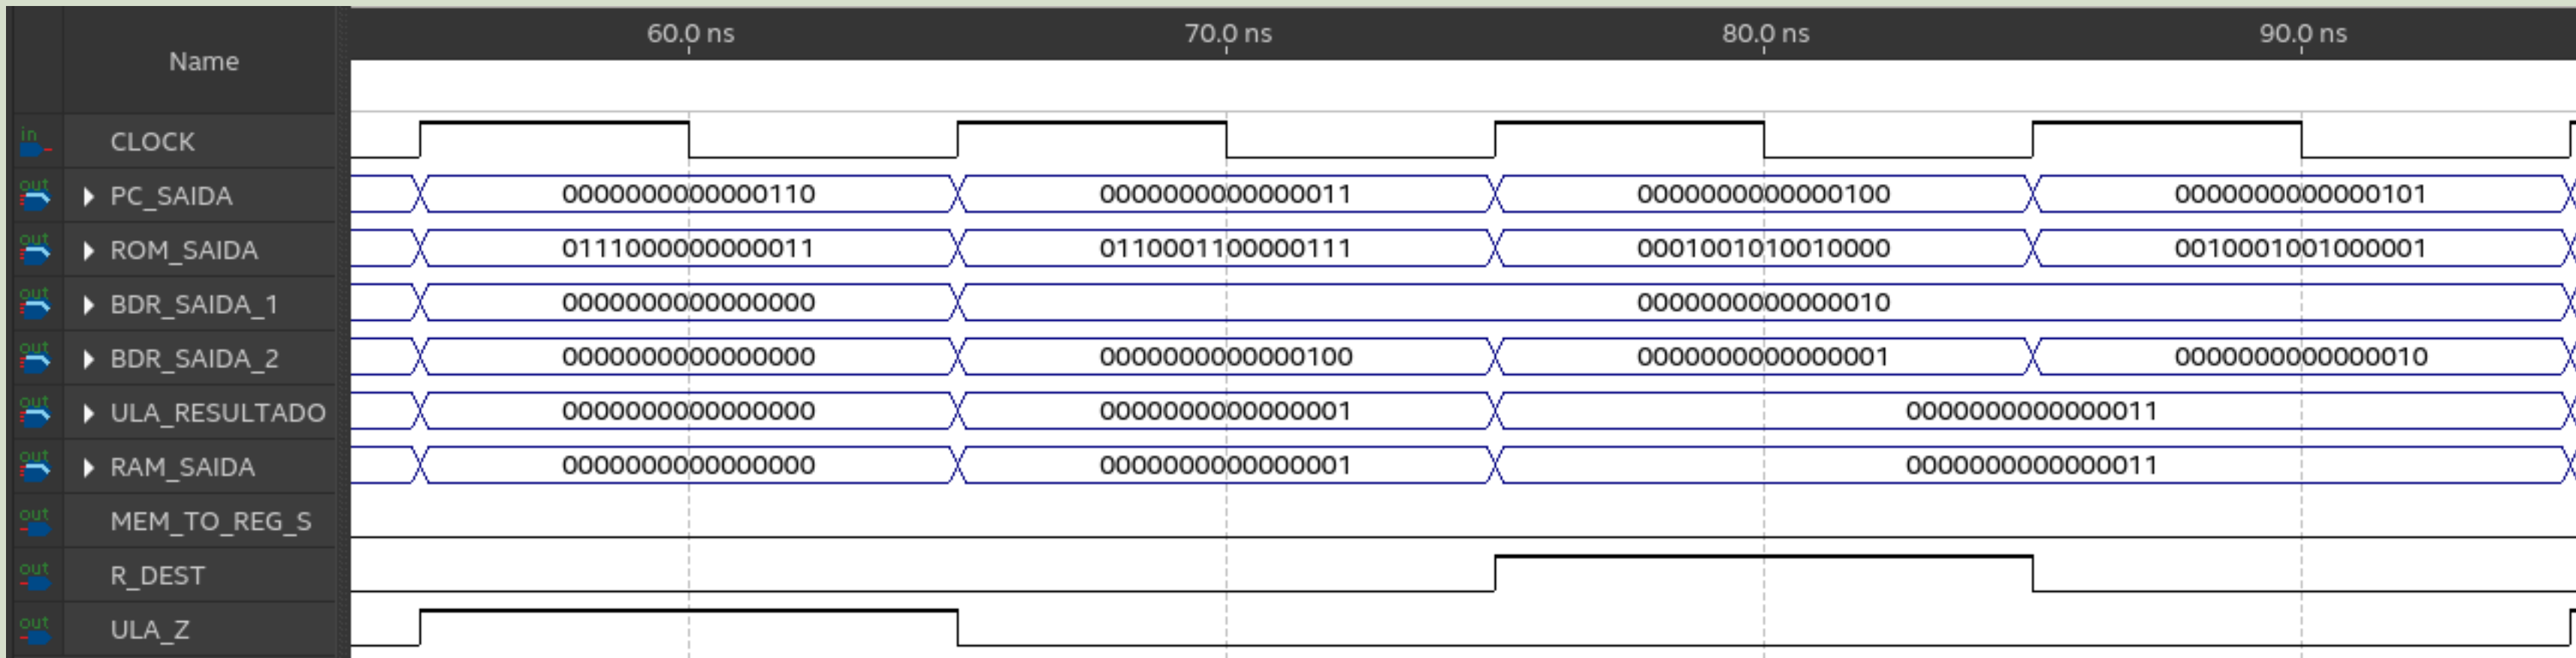 Name 60.0 ns 70.0 ns 80.0 ns 90.0 ns
in CLOCK
out PC_SAIDA 0000000000000110 0000000000000011 0000000000000100 0000000000000101
out ROM_SAIDA 0111000000000011 0110001100000111 0001001010010000 0010001001000001
out BDR_SAIDA_1 0000000000000000 0000000000000010
out BDR_SAIDA_2 0000000000000000 0000000000000100 0000000000000001 0000000000000010
out ULA_RESULTADO 0000000000000000 0000000000000001 0000000000000011
out RAM_SAIDA 0000000000000000 0000000000000001 0000000000000011
out MEM_TO_REG_S
out R_DEST
out ULA_Z